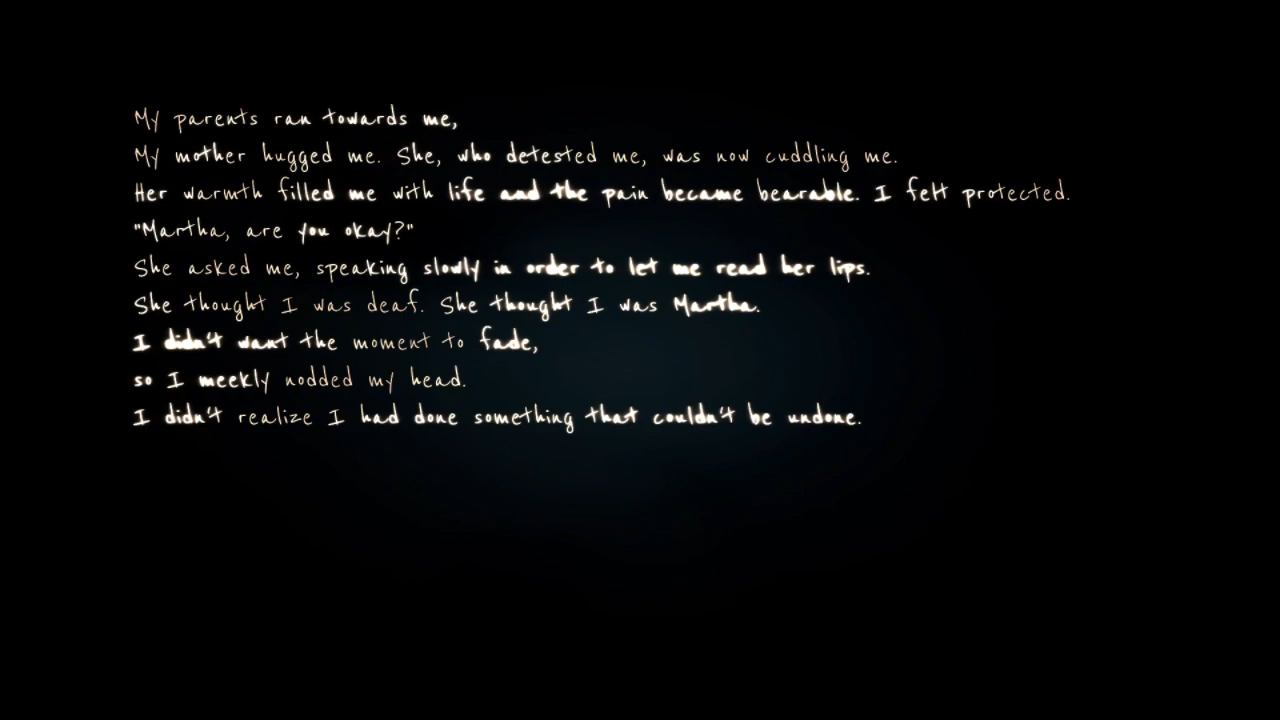 My parents ran towards me,
My mother hugged me. She, who detested me, was now cuddling me.
Her warmth filled me with life and the pain became bearable. I felt protected.
"Martha, are you okay?"
She asked me, speaking slowly in order to let me read her lips.
She thought I was deaf. She thought I was Martha.
I didn't want the moment to fade,
so I meekly nodded my head.
I didn't realize I had done something that couldn't be undone.